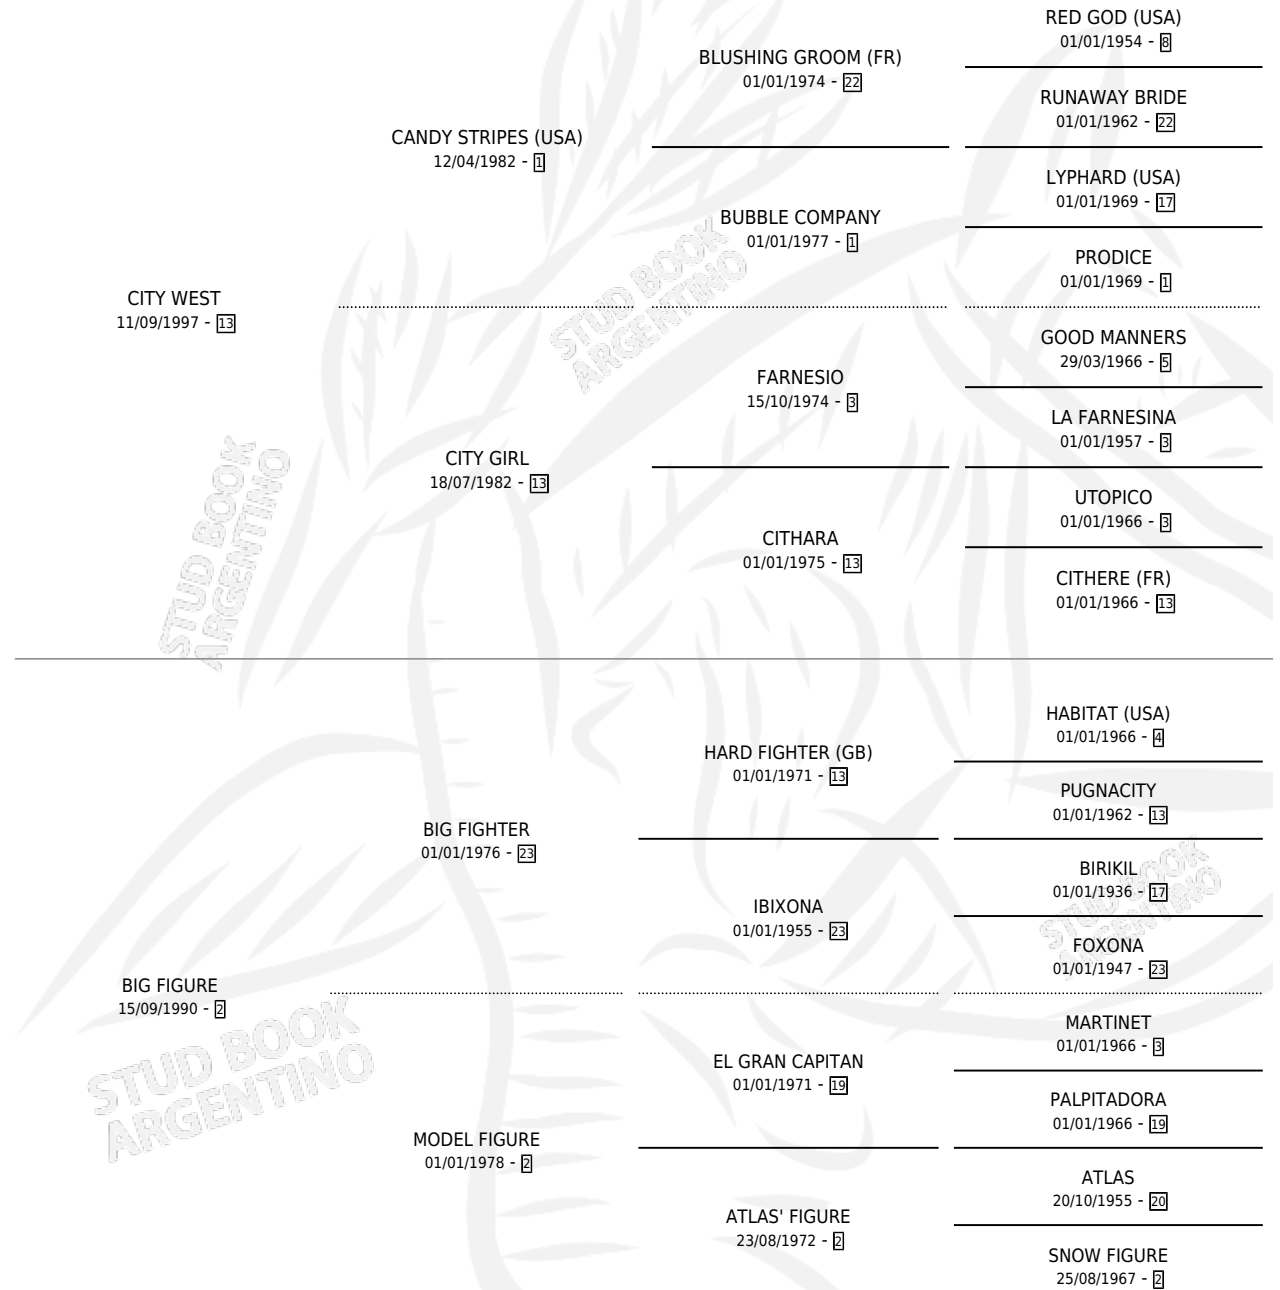 RED GOD (USA)
01/01/1954 - 8
BLUSHING GROOM (FR)
01/01/1974 - 22
RUNAWAY BRIDE
01/01/1962 - 22
CANDY STRIPES (USA)
12/04/1982 - 1
LYPHARD (USA)
01/01/1969 - 17
BUBBLE COMPANY
01/01/1977 - 1
PRODICE
01/01/1969 - 1
CITY WEST
11/09/1997 - 13
STUD BOOK
ARGENTINO
GOOD MANNERS
29/03/1966 - 5
FARNESIO
15/10/1974 - 3
LA FARNESINA
01/01/1957 - 3
CITY GIRL
18/07/1982 - 13
UTOPICO
01/01/1966 - 3
CITHARA
01/01/1975 - 13
CITHERE (FR)
01/01/1966 - 13
STUD BOOK
ARGENTINO
HABITAT (USA)
01/01/1966 - 4
HARD FIGHTER (GB)
01/01/1971 - 13
PUGNACITY
01/01/1962 - 13
BIG FIGHTER
01/01/1976 - 23
BIRIKIL
01/01/1936 - 17
IBIXONA
01/01/1955 - 23
FOXONA
01/01/1947 - 23
STUD BOOK
ARGENTINO
BIG FIGURE
15/09/1990 - 2
MARTINET
01/01/1966 - 3
EL GRAN CAPITAN
01/01/1971 - 19
PALPITADORA
01/01/1966 - 19
STUD BOOK
ARGENTINO
MODEL FIGURE
01/01/1978 - 2
ATLAS
20/10/1955 - 20
ATLAS' FIGURE
23/08/1972 - 2
SNOW FIGURE
25/08/1967 - 2